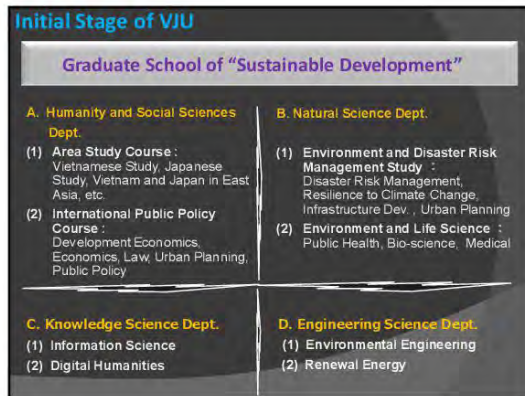 Initial Stage of VJU
Graduate School of “Sustainable Development”
A. Humanity and Social Sciences
Dept.
(1) Area Study Course :
Vietnamese Study, Japanese
Study, Vietnam and Japan in East
Asia, etc.
(2) International Public Policy
Course :
Development Economics,
Economics, Law, Urban Planning,
Public Policy
B. Natural Science Dept.
(1) Environment and Disaster Risk
Management Study :
Disaster Risk Management,
Resilience to Climate Change,
Infrastructure Dev. , Urban Planning
(2) Environment and Life Science :
Public Health, Bio-science, Medical
C. Knowledge Science Dept.
(1) Information Science
(2) Digital Humanities
D. Engineering Science Dept.
(1) Environmental Engineering
(2) Renewal Energy